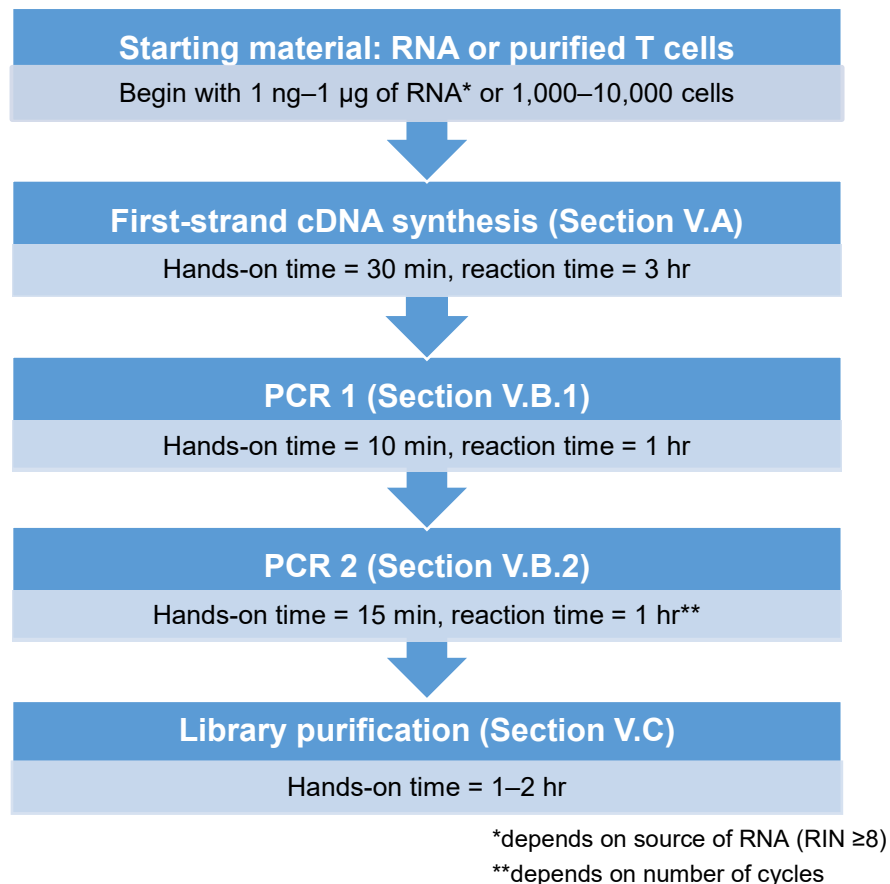 Starting material: RNA or purified T cells
Begin with 1 ng–1 µg of RNA* or 1,000–10,000 cells
First-strand cDNA synthesis (Section V.A)
Hands-on time = 30 min, reaction time = 3 hr
PCR 1 (Section V.B.1)
Hands-on time = 10 min, reaction time = 1 hr
PCR 2 (Section V.B.2)
Hands-on time = 15 min, reaction time = 1 hr**
Library purification (Section V.C)
Hands-on time = 1–2 hr
*depends on source of RNA (RIN ≥8)
**depends on number of cycles